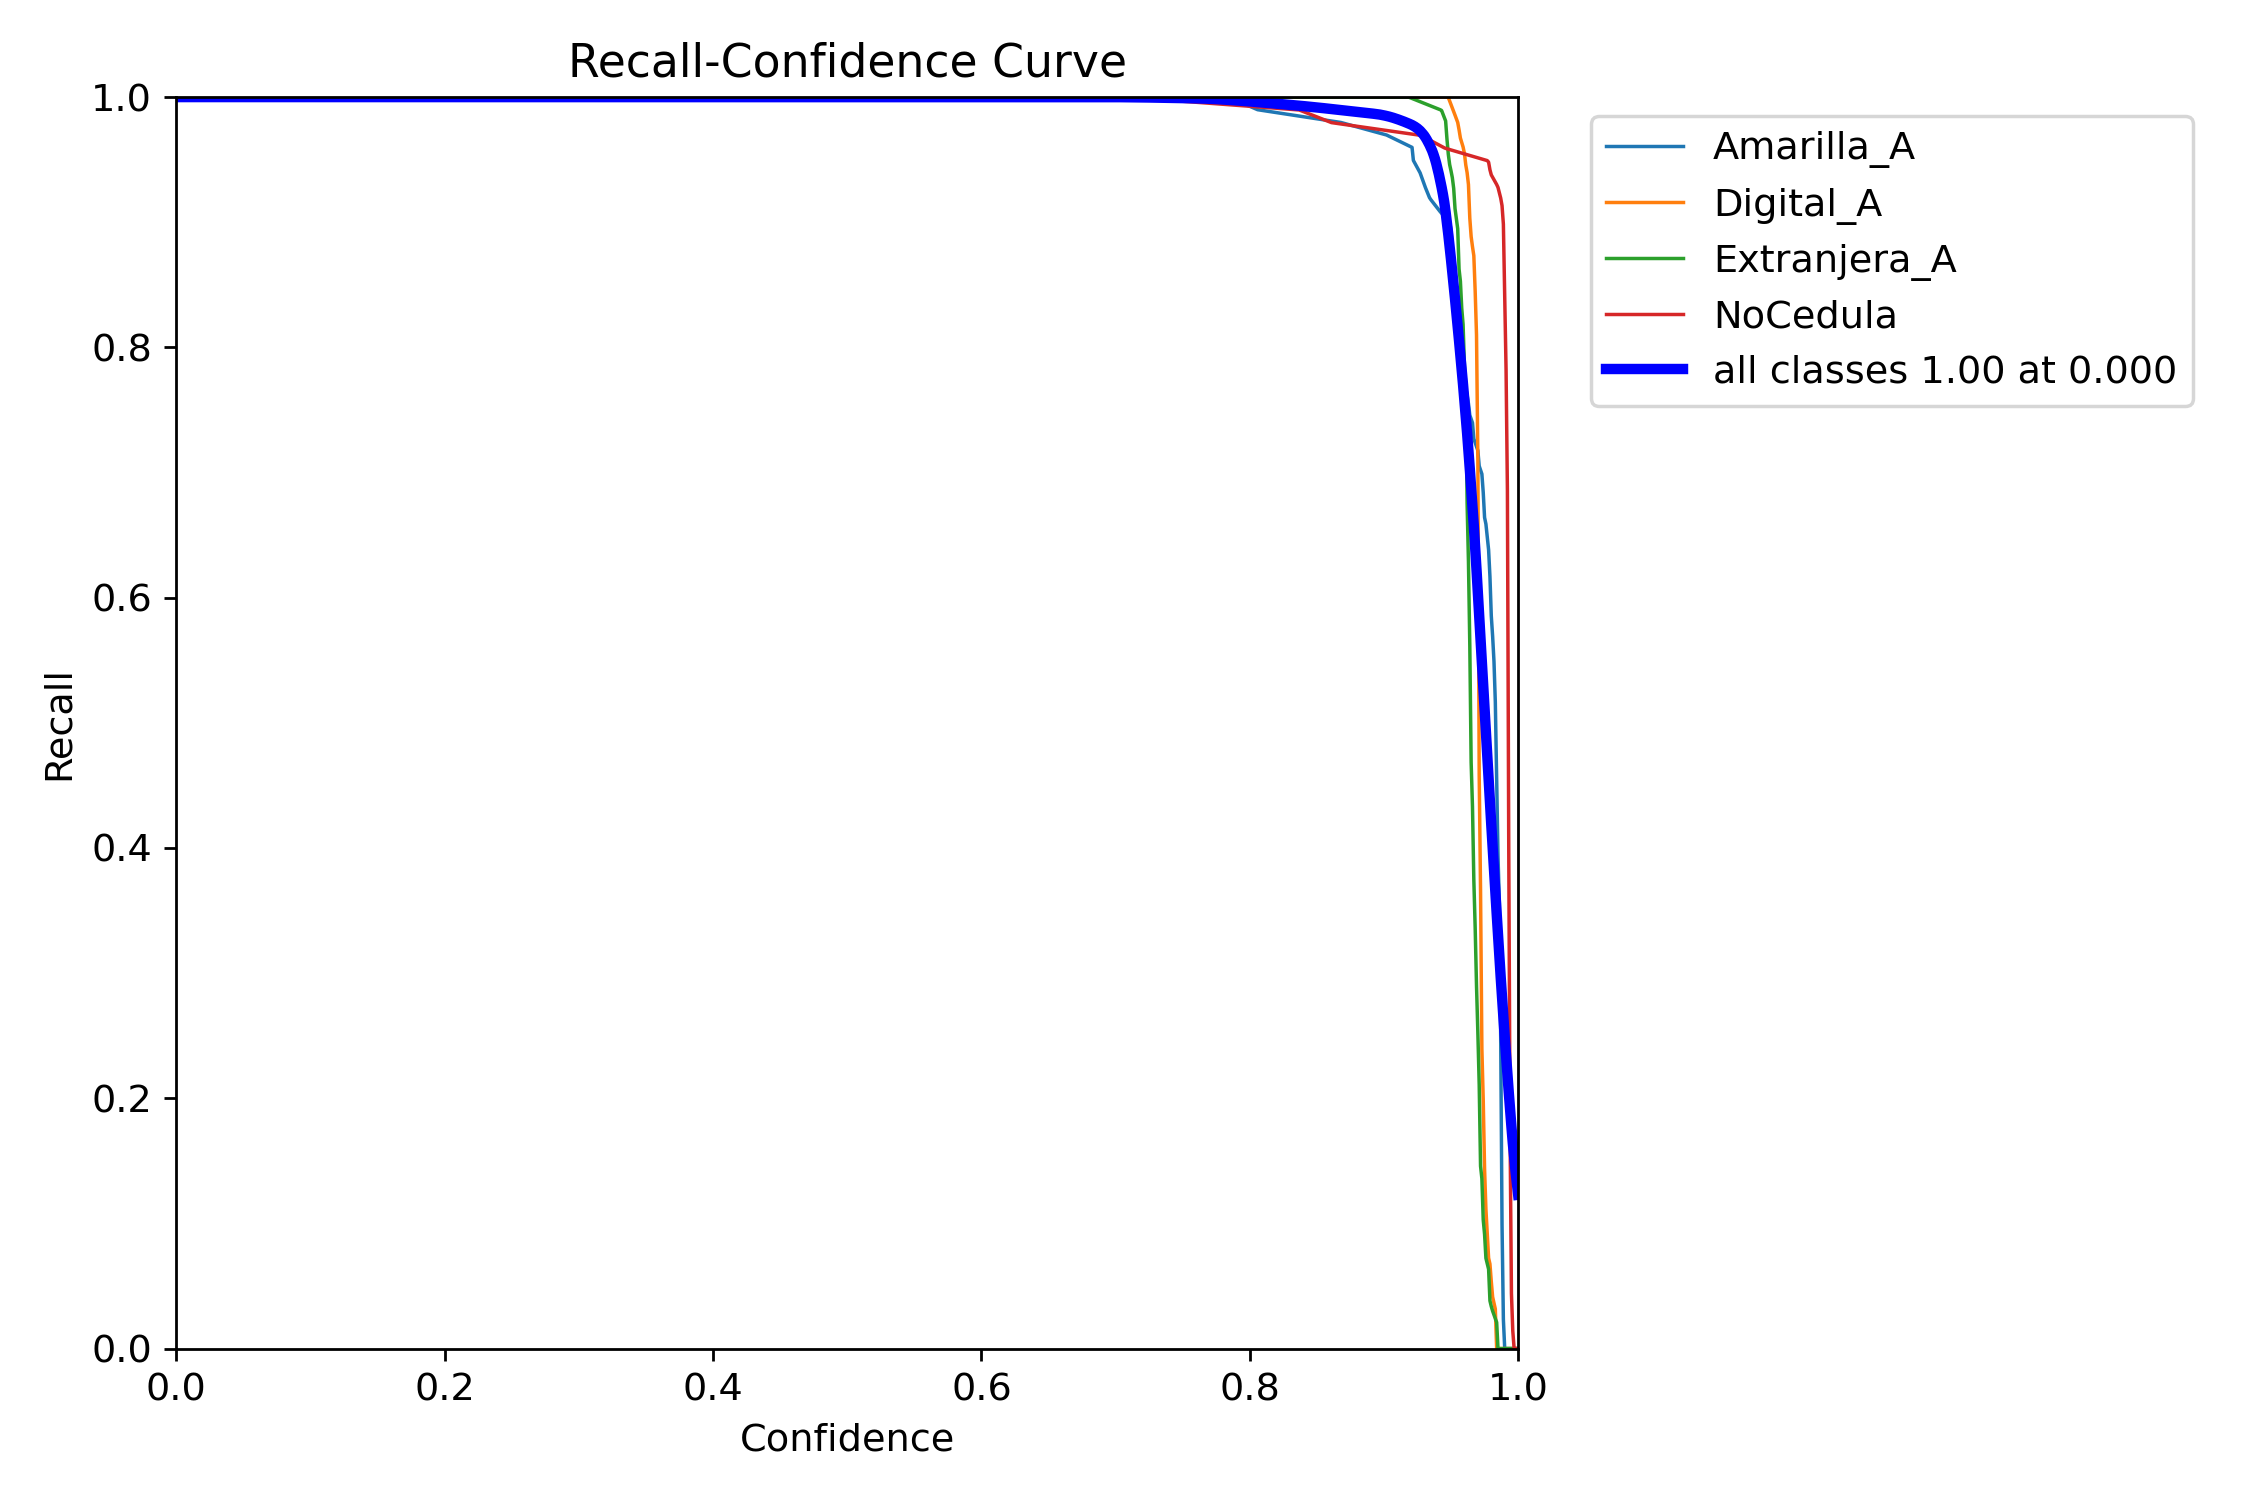 Recall-Confidence Curve
1.0
0.8
0.6
0.4
0.2
0.0
Recall
0.0 0.2 0.4 0.6 0.8 1.0
Confidence
Amarilla_A
Digital_A
Extranjera_A
NoCedula
all classes 1.00 at 0.000